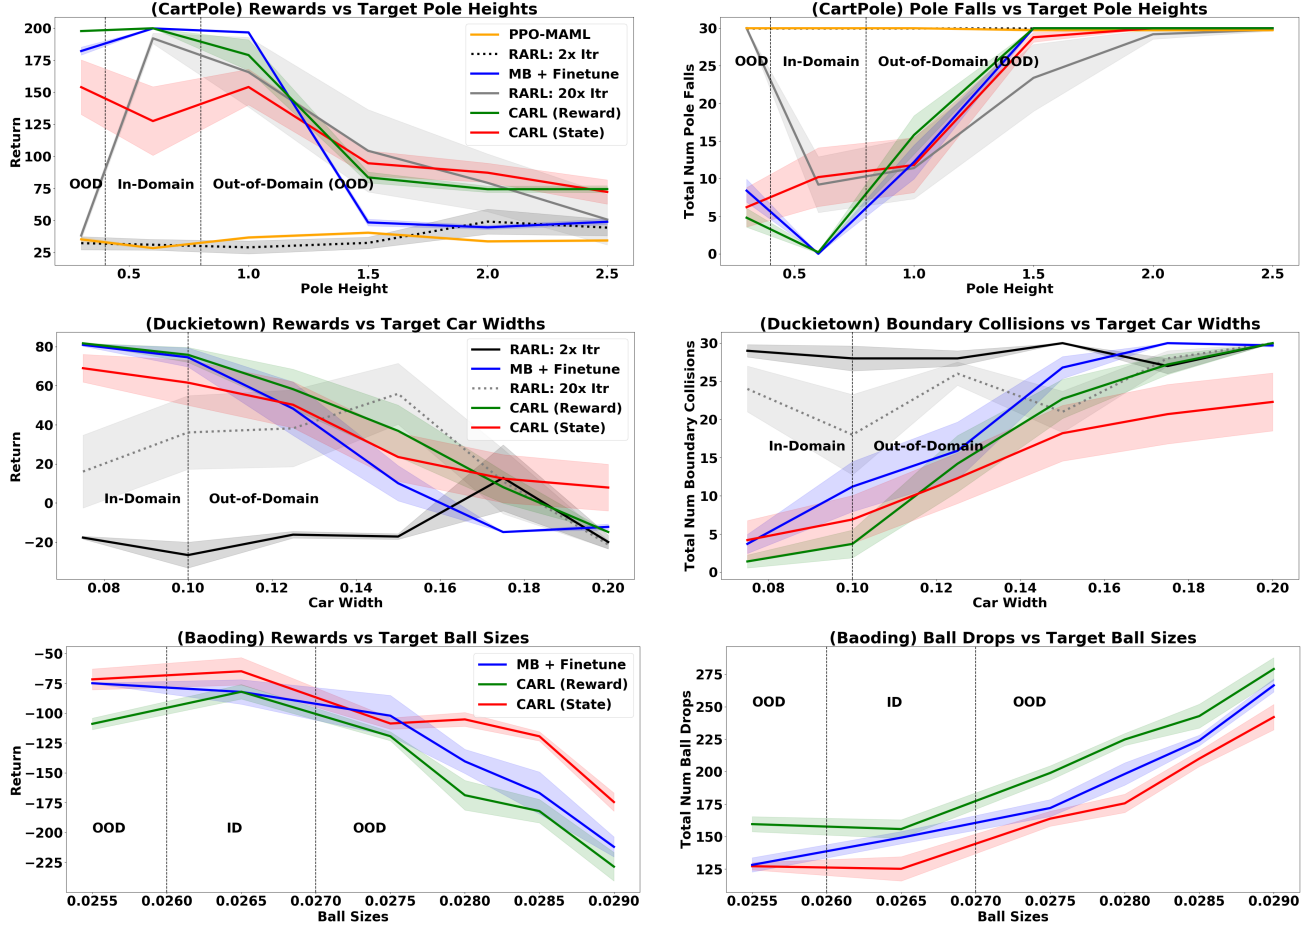 (CartPole) Rewards vs Target Pole Heights
200
175
150
125
100
75
50
25
Return
OOD
In-Domain
Out-of-Domain (OOD)
PPO-MAML
RARL: 2x Itr
MB + Finetune
RARL: 20x Itr
CARL (Reward)
CARL (State)
0.5 1.0 1.5 2.0 2.5
Pole Height
(CartPole) Pole Falls vs Target Pole Heights
30
25
20
15
10
5
0
Total Num Pole Falls
OOD
In-Domain
Out-of-Domain (OOD)
0.5 1.0 1.5 2.0 2.5
Pole Height
(Duckietown) Rewards vs Target Car Widths
80
60
40
20
0
−20
Return
In-Domain
Out-of-Domain
RARL: 2x Itr
MB + Finetune
RARL: 20x Itr
CARL (Reward)
CARL (State)
0.08 0.10 0.12 0.14 0.16 0.18 0.20
Car Width
(Duckietown) Boundary Collisions vs Target Car Widths
30
25
20
15
10
5
0
Total Num Boundary Collisions
In-Domain
Out-of-Domain
0.08 0.10 0.12 0.14 0.16 0.18 0.20
Car Width
(Baoding) Rewards vs Target Ball Sizes
−50
−75
−100
−125
−150
−175
−200
−225
Return
OOD
ID
OOD
MB + Finetune
CARL (Reward)
CARL (State)
0.0255 0.0260 0.0265 0.0270 0.0275 0.0280 0.0285 0.0290
Ball Sizes
(Baoding) Ball Drops vs Target Ball Sizes
275
250
225
200
175
150
125
Total Num Ball Drops
OOD
ID
OOD
0.0255 0.0260 0.0265 0.0270 0.0275 0.0280 0.0285 0.0290
Ball Sizes